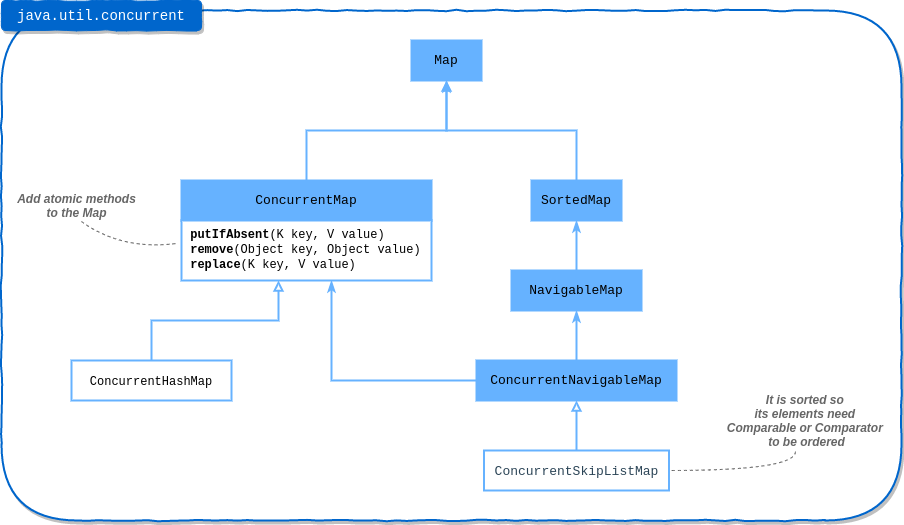 java.util.concurrent
Map
ConcurrentMap
putIfAbsent(K key, V value)
remove(Object key, Object value)
replace(K key, V value)
Add atomic methods
to the Map
SortedMap
NavigableMap
ConcurrentHashMap
ConcurrentNavigableMap
It is sorted so
its elements need
Comparable or Comparator
to be ordered
ConcurrentSkipListMap